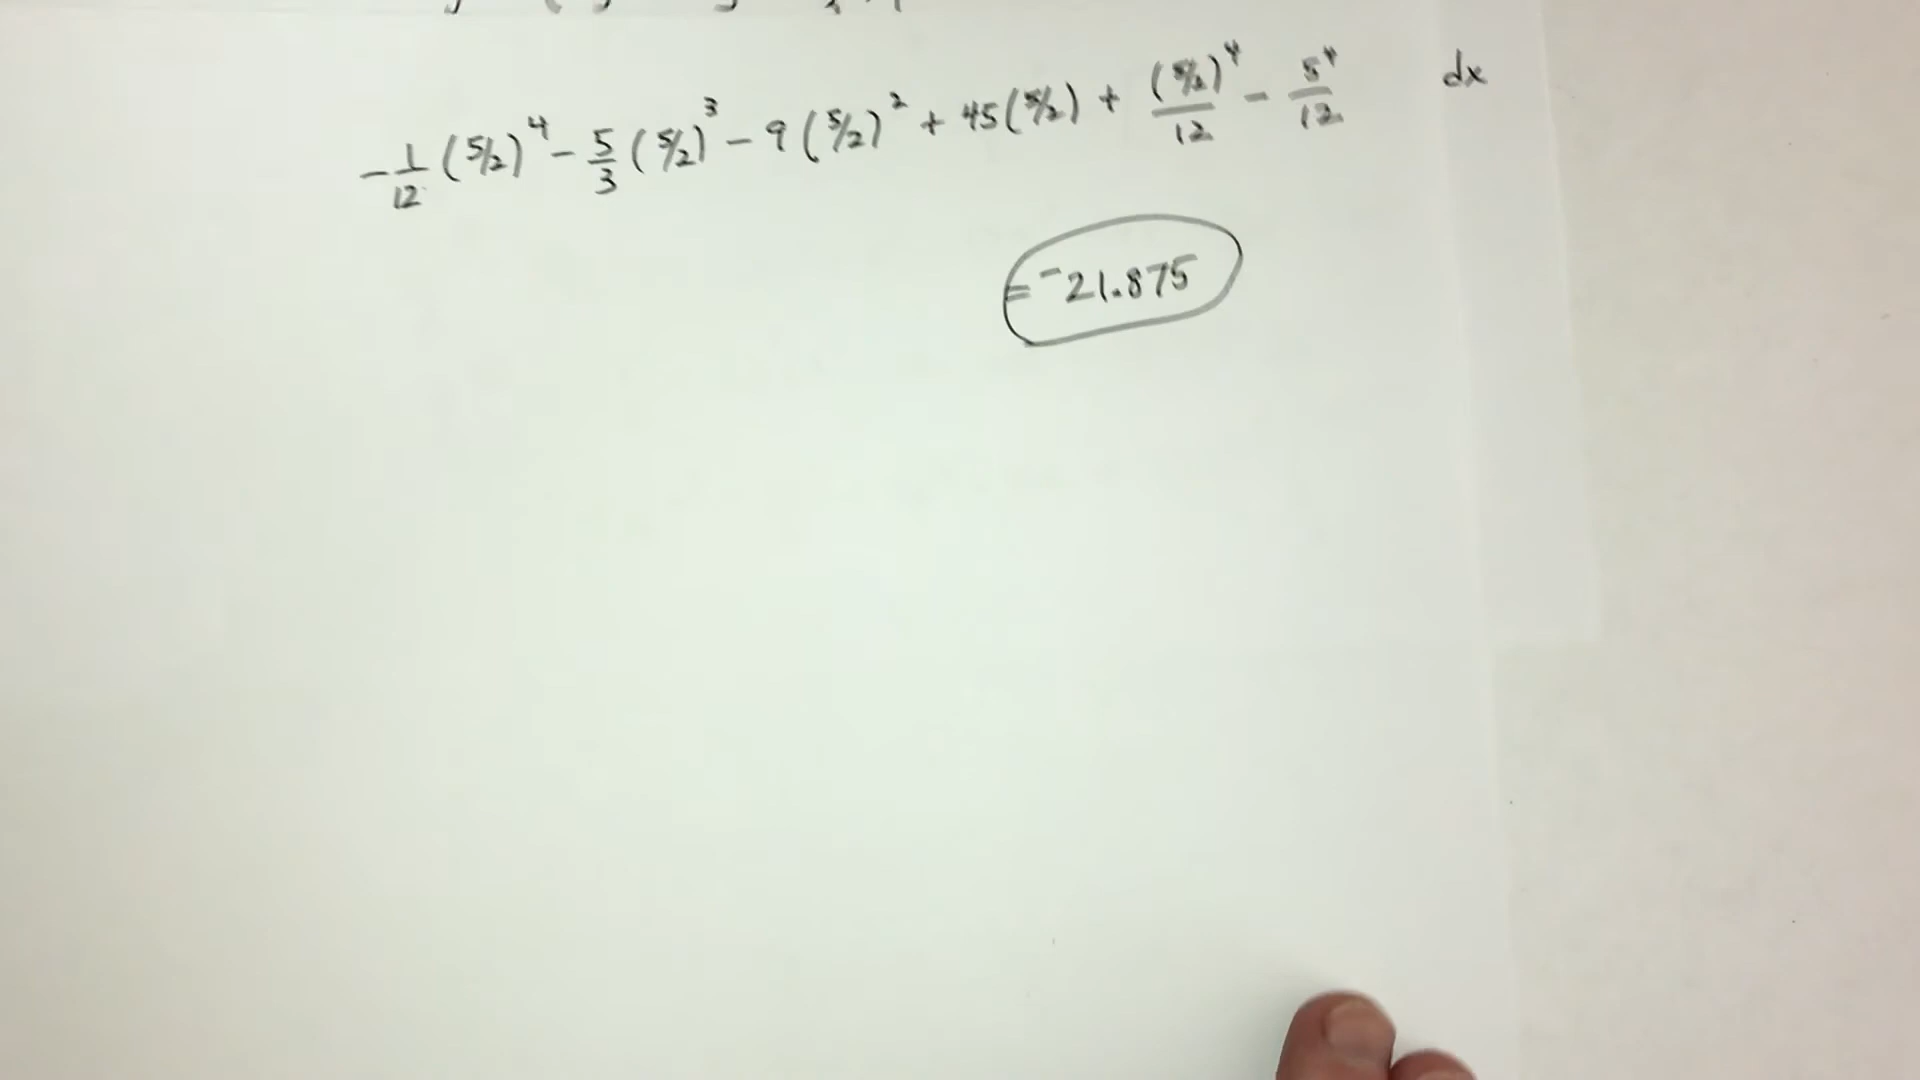 -1/12 (5/2)^4 - 5/3 (5/2)^3 - 9 (5/2)^2 + 45 (5/2) + (5/2)^4/12 - 5^4/12 dx
= -21.875